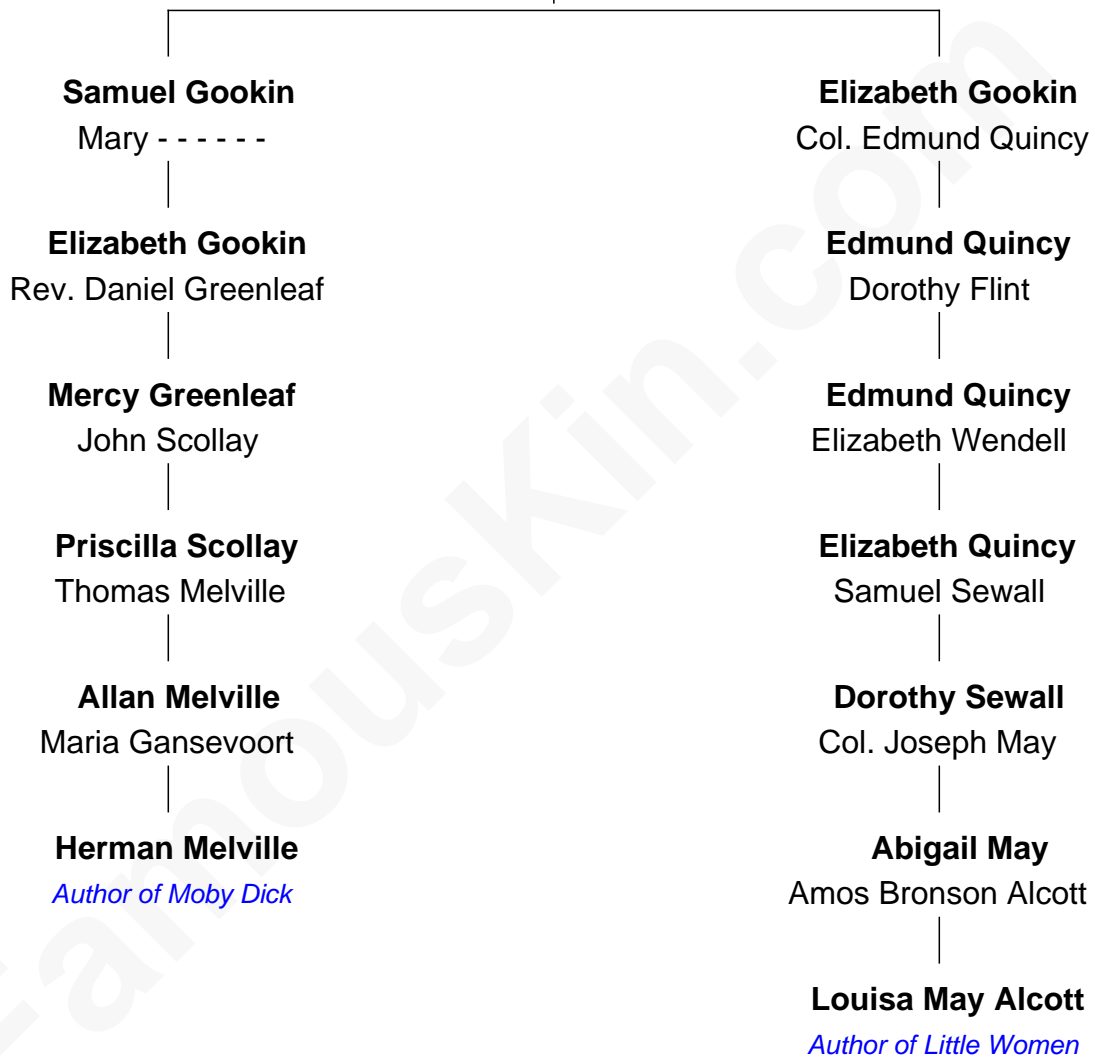 Samuel Gookin
Mary - - - - - -
Elizabeth Gookin
Rev. Daniel Greenleaf
Mercy Greenleaf
John Scollay
Priscilla Scollay
Thomas Melville
Allan Melville
Maria Gansevoort
Herman Melville
Author of Moby Dick
Elizabeth Gookin
Col. Edmund Quincy
Edmund Quincy
Dorothy Flint
Edmund Quincy
Elizabeth Wendell
Elizabeth Quincy
Samuel Sewall
Dorothy Sewall
Col. Joseph May
Abigail May
Amos Bronson Alcott
Louisa May Alcott
Author of Little Women
FamousKin.com